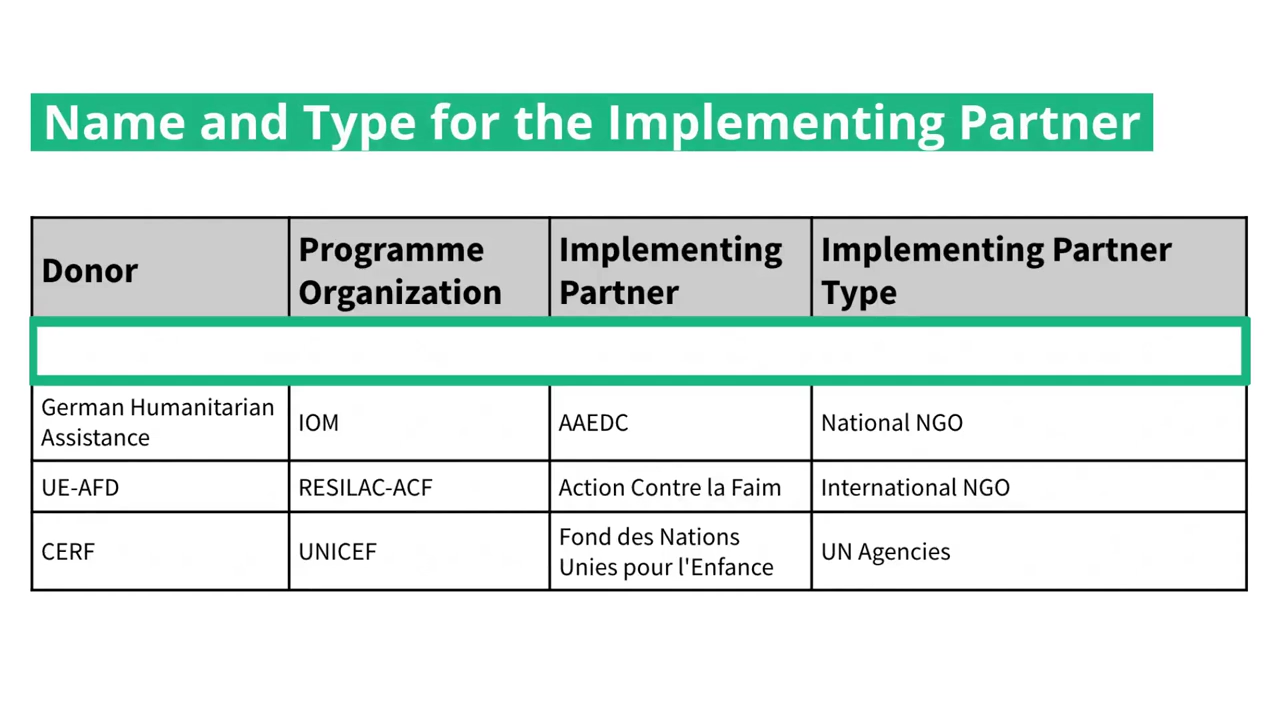 Name and Type for the Implementing Partner
Donor
Programme
Organization
Implementing
Partner
Implementing Partner
Type
German Humanitarian
Assistance
IOM
AAEDC
National NGO
UE-AFD
RESILAC-ACF
Action Contre la Faim
International NGO
CERF
UNICEF
Fond des Nations
Unies pour l'Enfance
UN Agencies